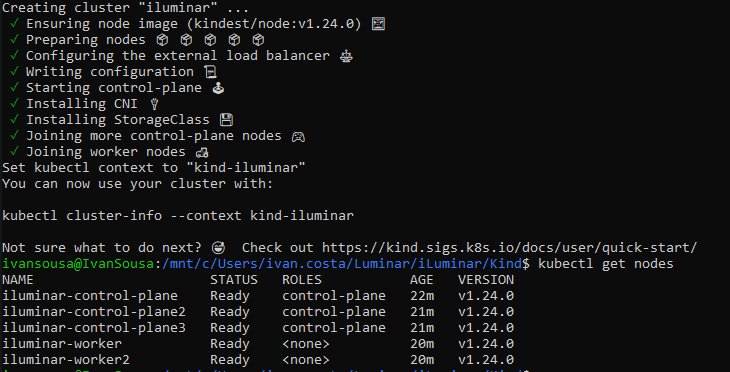 Creating cluster "iluminar" ...
✓ Ensuring node image (kindest/node:v1.24.0) 🖼
✓ Preparing nodes 📦 📦 📦 📦 📦
✓ Configuring the external load balancer ⚖️
✓ Writing configuration 📜
✓ Starting control-plane 🕹️
✓ Installing CNI 🔌
✓ Installing StorageClass 💾
✓ Joining more control-plane nodes 🎮
✓ Joining worker nodes 🚜
Set kubectl context to "kind-iluminar"
You can now use your cluster with:
kubectl cluster-info --context kind-iluminar
Not sure what to do next? 😅 Check out https://kind.sigs.k8s.io/docs/user/quick-start/
ivansousa@IvanSousa:/mnt/c/Users/ivan.costa/Luminar/iLuminar/Kind$ kubectl get nodes
NAME STATUS ROLES AGE VERSION
iluminar-control-plane Ready control-plane 22m v1.24.0
iluminar-control-plane2 Ready control-plane 21m v1.24.0
iluminar-control-plane3 Ready control-plane 21m v1.24.0
iluminar-worker Ready <none> 20m v1.24.0
iluminar-worker2 Ready <none> 20m v1.24.0